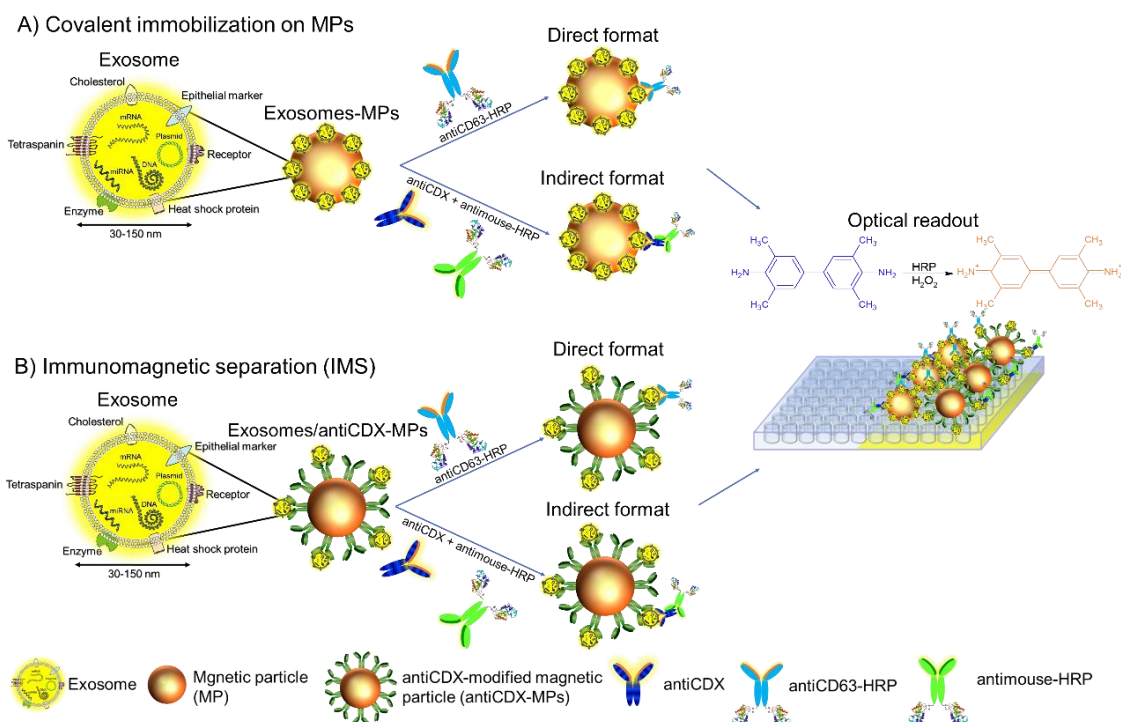 A) Covalent immobilization on MPs
Exosome
Cholesterol
Epithelial marker
mRNA
Plasmid
Tetraspanin
Receptor
miRNA
DNA
Enzyme
Heat shock protein
30-150 nm
Exosomes-MPs
antiCD63-HRP
antiCDX + antimouse-HRP
Direct format
Indirect format
Optical readout
CH₃
CH₃
H₂N
NH₂
CH₃
CH₃
HRP
H₂O₂
CH₃
CH₃
H₂N⁺
NH₂⁺
CH₃
CH₃
B) Immunomagnetic separation (IMS)
Exosome
Cholesterol
Epithelial marker
mRNA
Plasmid
Tetraspanin
Receptor
miRNA
DNA
Enzyme
Heat shock protein
30-150 nm
Exosomes/antiCDX-MPs
antiCD63-HRP
antiCDX + antimouse-HRP
Direct format
Indirect format
Exosome
Mgnetic particle
(MP)
antiCDX-modified magnetic
particle (antiCDX-MPs)
antiCDX
antiCD63-HRP
antimouse-HRP